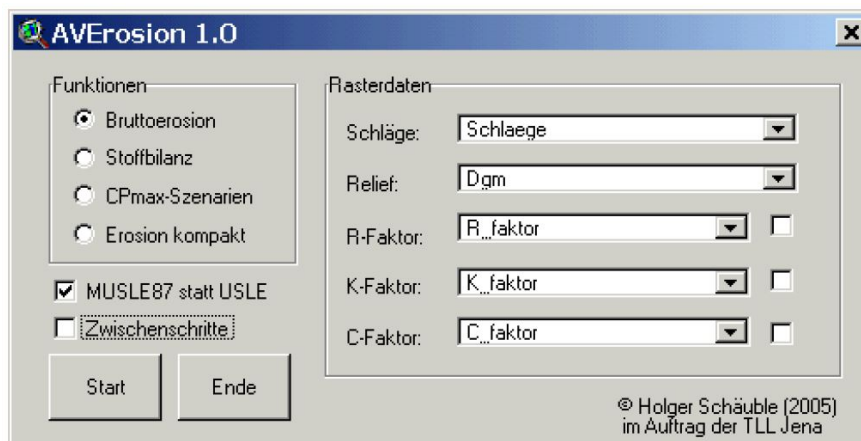 AVErosion 1.0
Funktionen
Bruttoerosion
Stoffbilanz
CPmax-Szenarien
Erosion kompakt
MUSLE87 statt USLE
Zwischenschritte
Start
Ende
Rasterdaten
Schläge: Schlaege
Relief: Dgm
R-Faktor: R_faktor
K-Faktor: K_faktor
C-Faktor: C_faktor
© Holger Schäuble (2005)
im Auftrag der TLL Jena